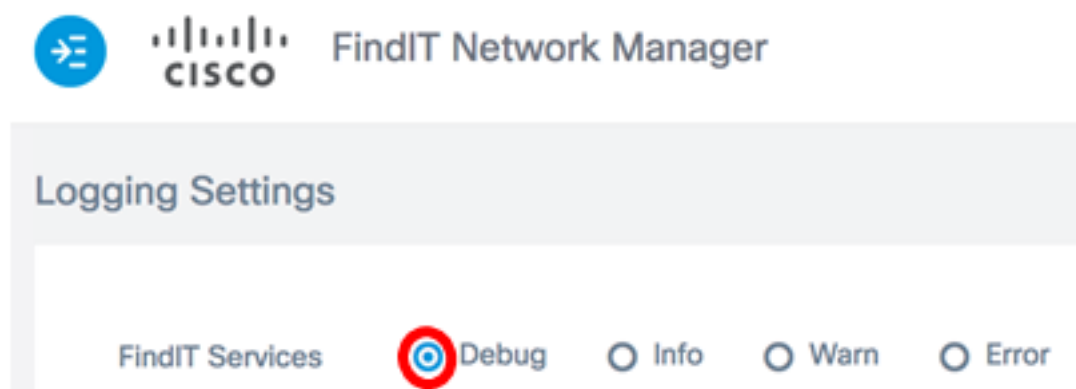 CISCO FindIT Network Manager
Logging Settings
FindIT Services Debug Info Warn Error